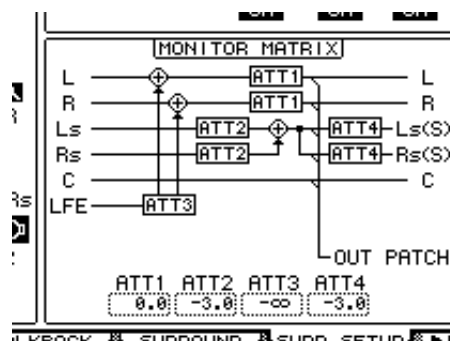 MONITOR MATRIX
L ATT1 L
R ATT1 R
Ls ATT2 ATT4 Ls(S)
Rs ATT2 ATT4 Rs(S)
C C
Rs
LFE ATT3
OUT PATCH
ATT1 ATT2 ATT3 ATT4
0.0 -3.0 -∞ -3.0
SURROUND SURR SETUP